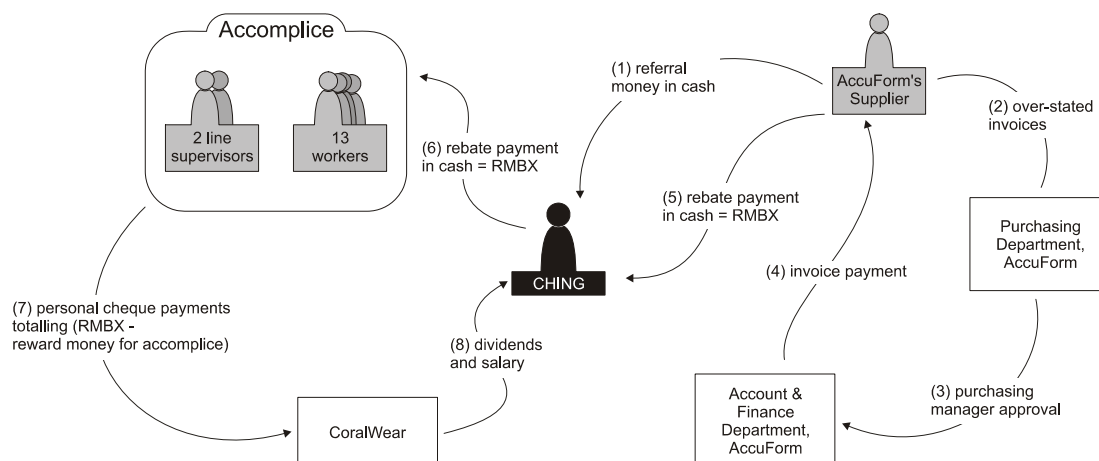 Accomplice
2 line
supervisors
13
workers
(1) referral
money in cash
AccuForm's
Supplier
(2) over-stated
invoices
(6) rebate payment
in cash = RMBX
(5) rebate payment
in cash = RMBX
Purchasing
Department,
AccuForm
CHING
(4) invoice payment
(7) personal cheque payments
totalling (RMBX -
reward money for accomplice)
(8) dividends
and salary
(3) purchasing
manager approval
CoralWear
Account &
Finance
Department,
AccuForm